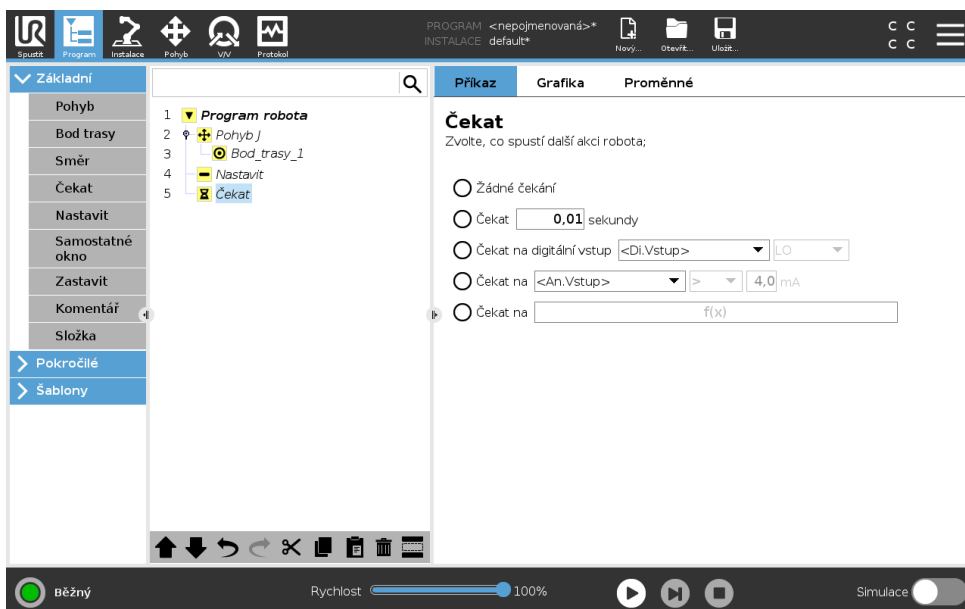 PROGRAM <nepojmenovaná>*
INSTALACE default*
Spustit Program Instalace Pohyb V/V Protokol Nový... Otevřít... Uložit...
C C
C C
Základní
Pohyb
Bod trasy
Směr
Čekat
Nastavit
Samostatné
okno
Zastavit
Komentář
Složka
Pokročilé
Šablony
1 Program robota
2 Pohyb J
3 Bod_trasy_1
4 Nastavit
5 Čekat
Příkaz Grafika Proměnné
Čekat
Zvolte, co spustí další akci robota;
Žádné čekání
Čekat 0,01 sekundy
Čekat na digitální vstup <Di.Vstup> LO
Čekat na <An.Vstup> > 4,0 mA
Čekat na f(x)
Běžný Rychlost 100% Simulace